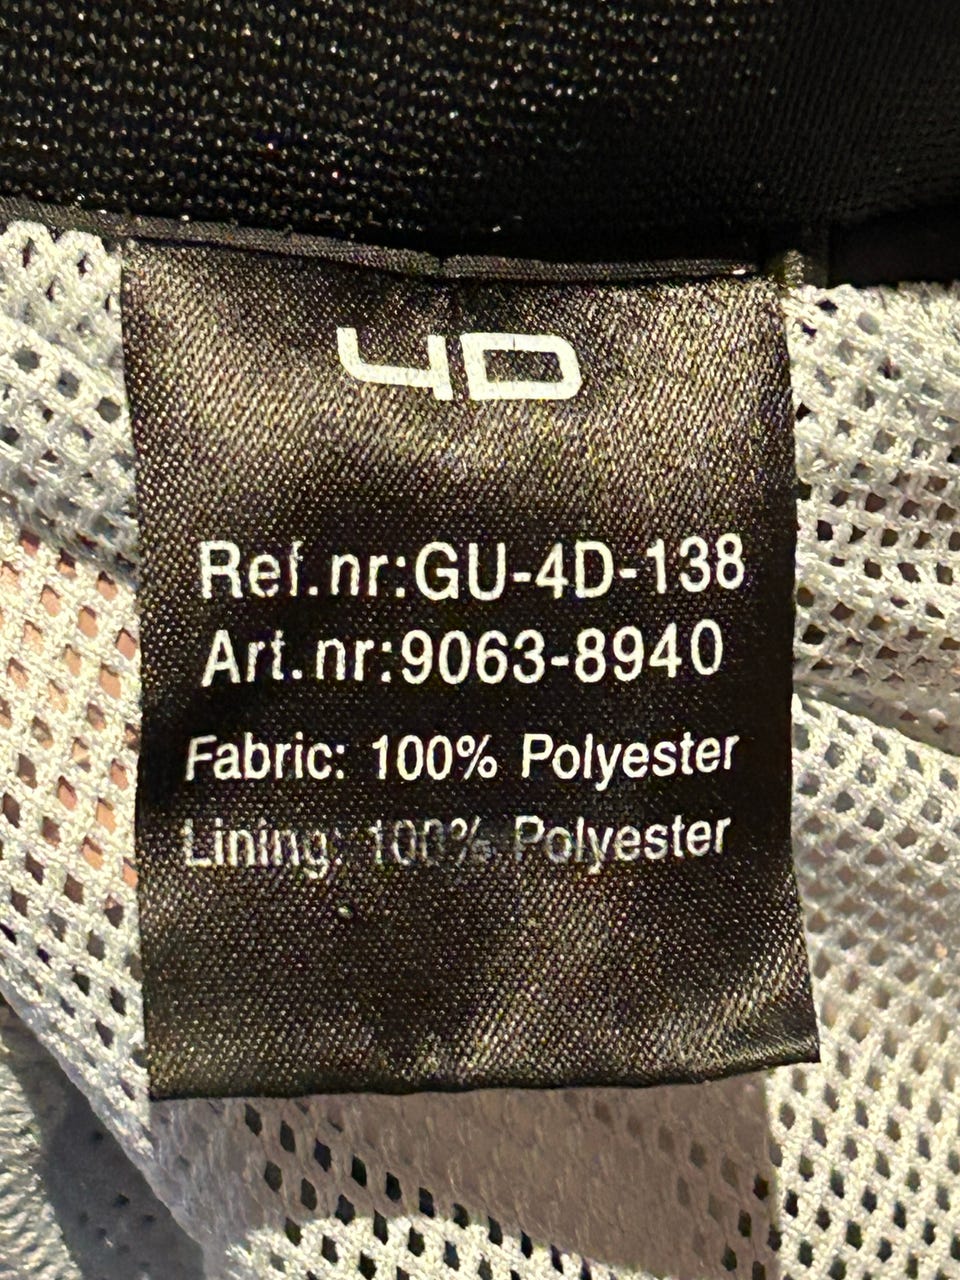 4D
Ref.nr:GU-4D-138
Art.nr:9063-8940
Fabric: 100% Polyester
Lining: 100% Polyester